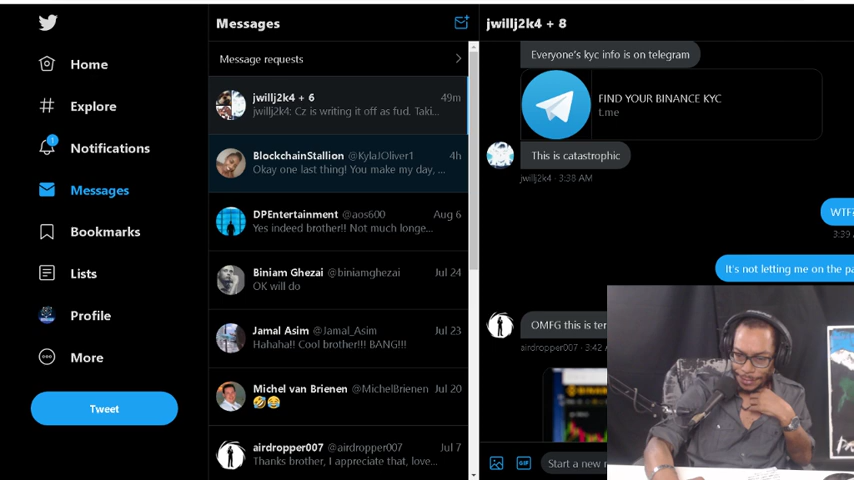 Home
Explore
1
Notifications
Messages
Bookmarks
Lists
Profile
More
Tweet
Messages
Message requests
jwillj2k4 + 6
49m
jwillj2k4: Cz is writing it off as fud. Taki...
BlockchainStallion @KylaJOliver1
4h
Okay one last thing! You make my day, ...
DPEntertainment @aos600
Aug 6
Yes indeed brother!! Not much longe...
Biniam Ghezai @biniamghezai
Jul 24
OK will do
Jamal Asim @Jamal_Asim
Jul 23
Hahaha!! Cool brother!!! BANG!!!
Michel van Brienen @MichelBrienen
Jul 20
🤣😂
airdropper007 @airdropper007
Jul 7
Thanks brother, I appreciate that, love...
jwillj2k4 + 8
Everyone's kyc info is on telegram
FIND YOUR BINANCE KYC
t.me
This is catastrophic
jwillj2k4 · 3:38 AM
WTF?
3:39
It's not letting me on the pa
OMFG this is ter
airdropper007 · 3:42
GIF
Start a new